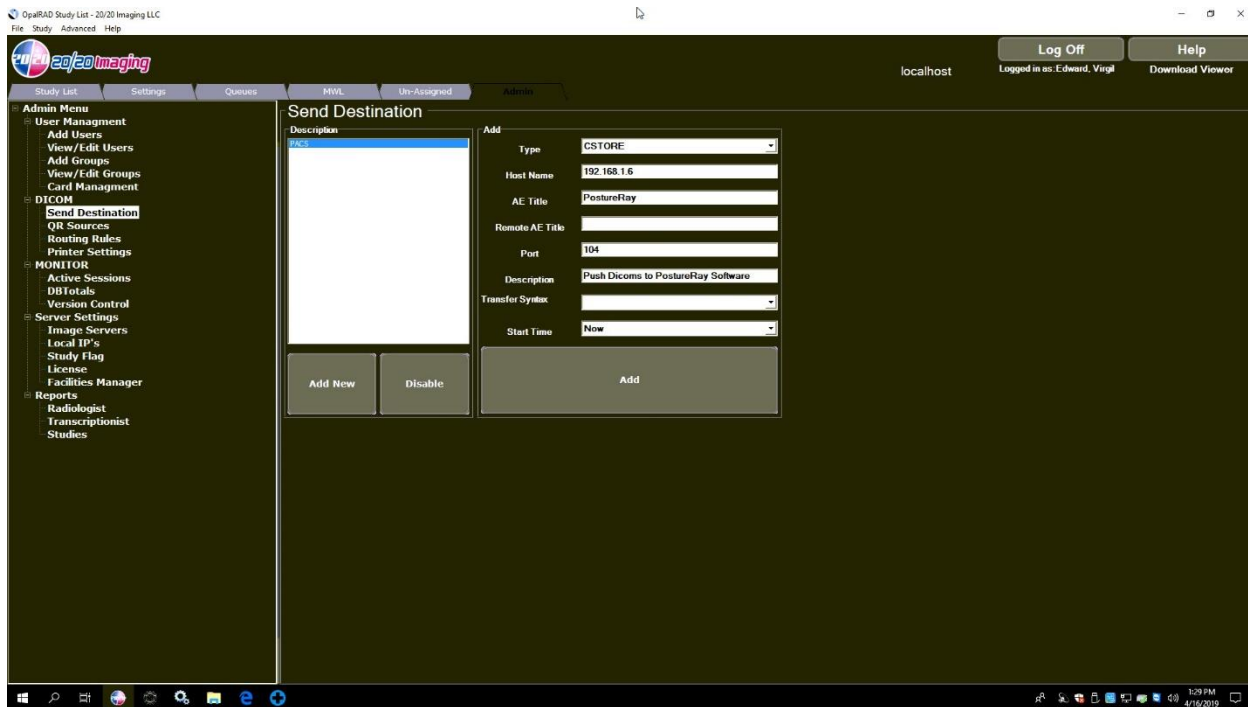 OpalRAD Study List - 20/20 Imaging LLC
File Study Advanced Help
20/20 20/20 Imaging
localhost
Log Off
Help
Logged in as: Edward, Virgil
Download Viewer
Study List
Settings
Queues
MWL
Un-Assigned
Admin
Admin Menu
User Managment
Add Users
View/Edit Users
Add Groups
View/Edit Groups
Card Managment
DICOM
Send Destination
QR Sources
Routing Rules
Printer Settings
MONITOR
Active Sessions
DBTotals
Version Control
Server Settings
Image Servers
Local IP's
Study Flag
License
Facilities Manager
Reports
Radiologist
Transcriptionist
Studies
Send Destination
Description
PACS
Add New
Disable
Add
Type CSTORE
Host Name 192.168.1.6
AE Title PostureRay
Remote AE Title
Port 104
Description Push Dicoms to PostureRay Software
Transfer Syntax
Start Time Now
Add
1:29 PM
4/16/2019